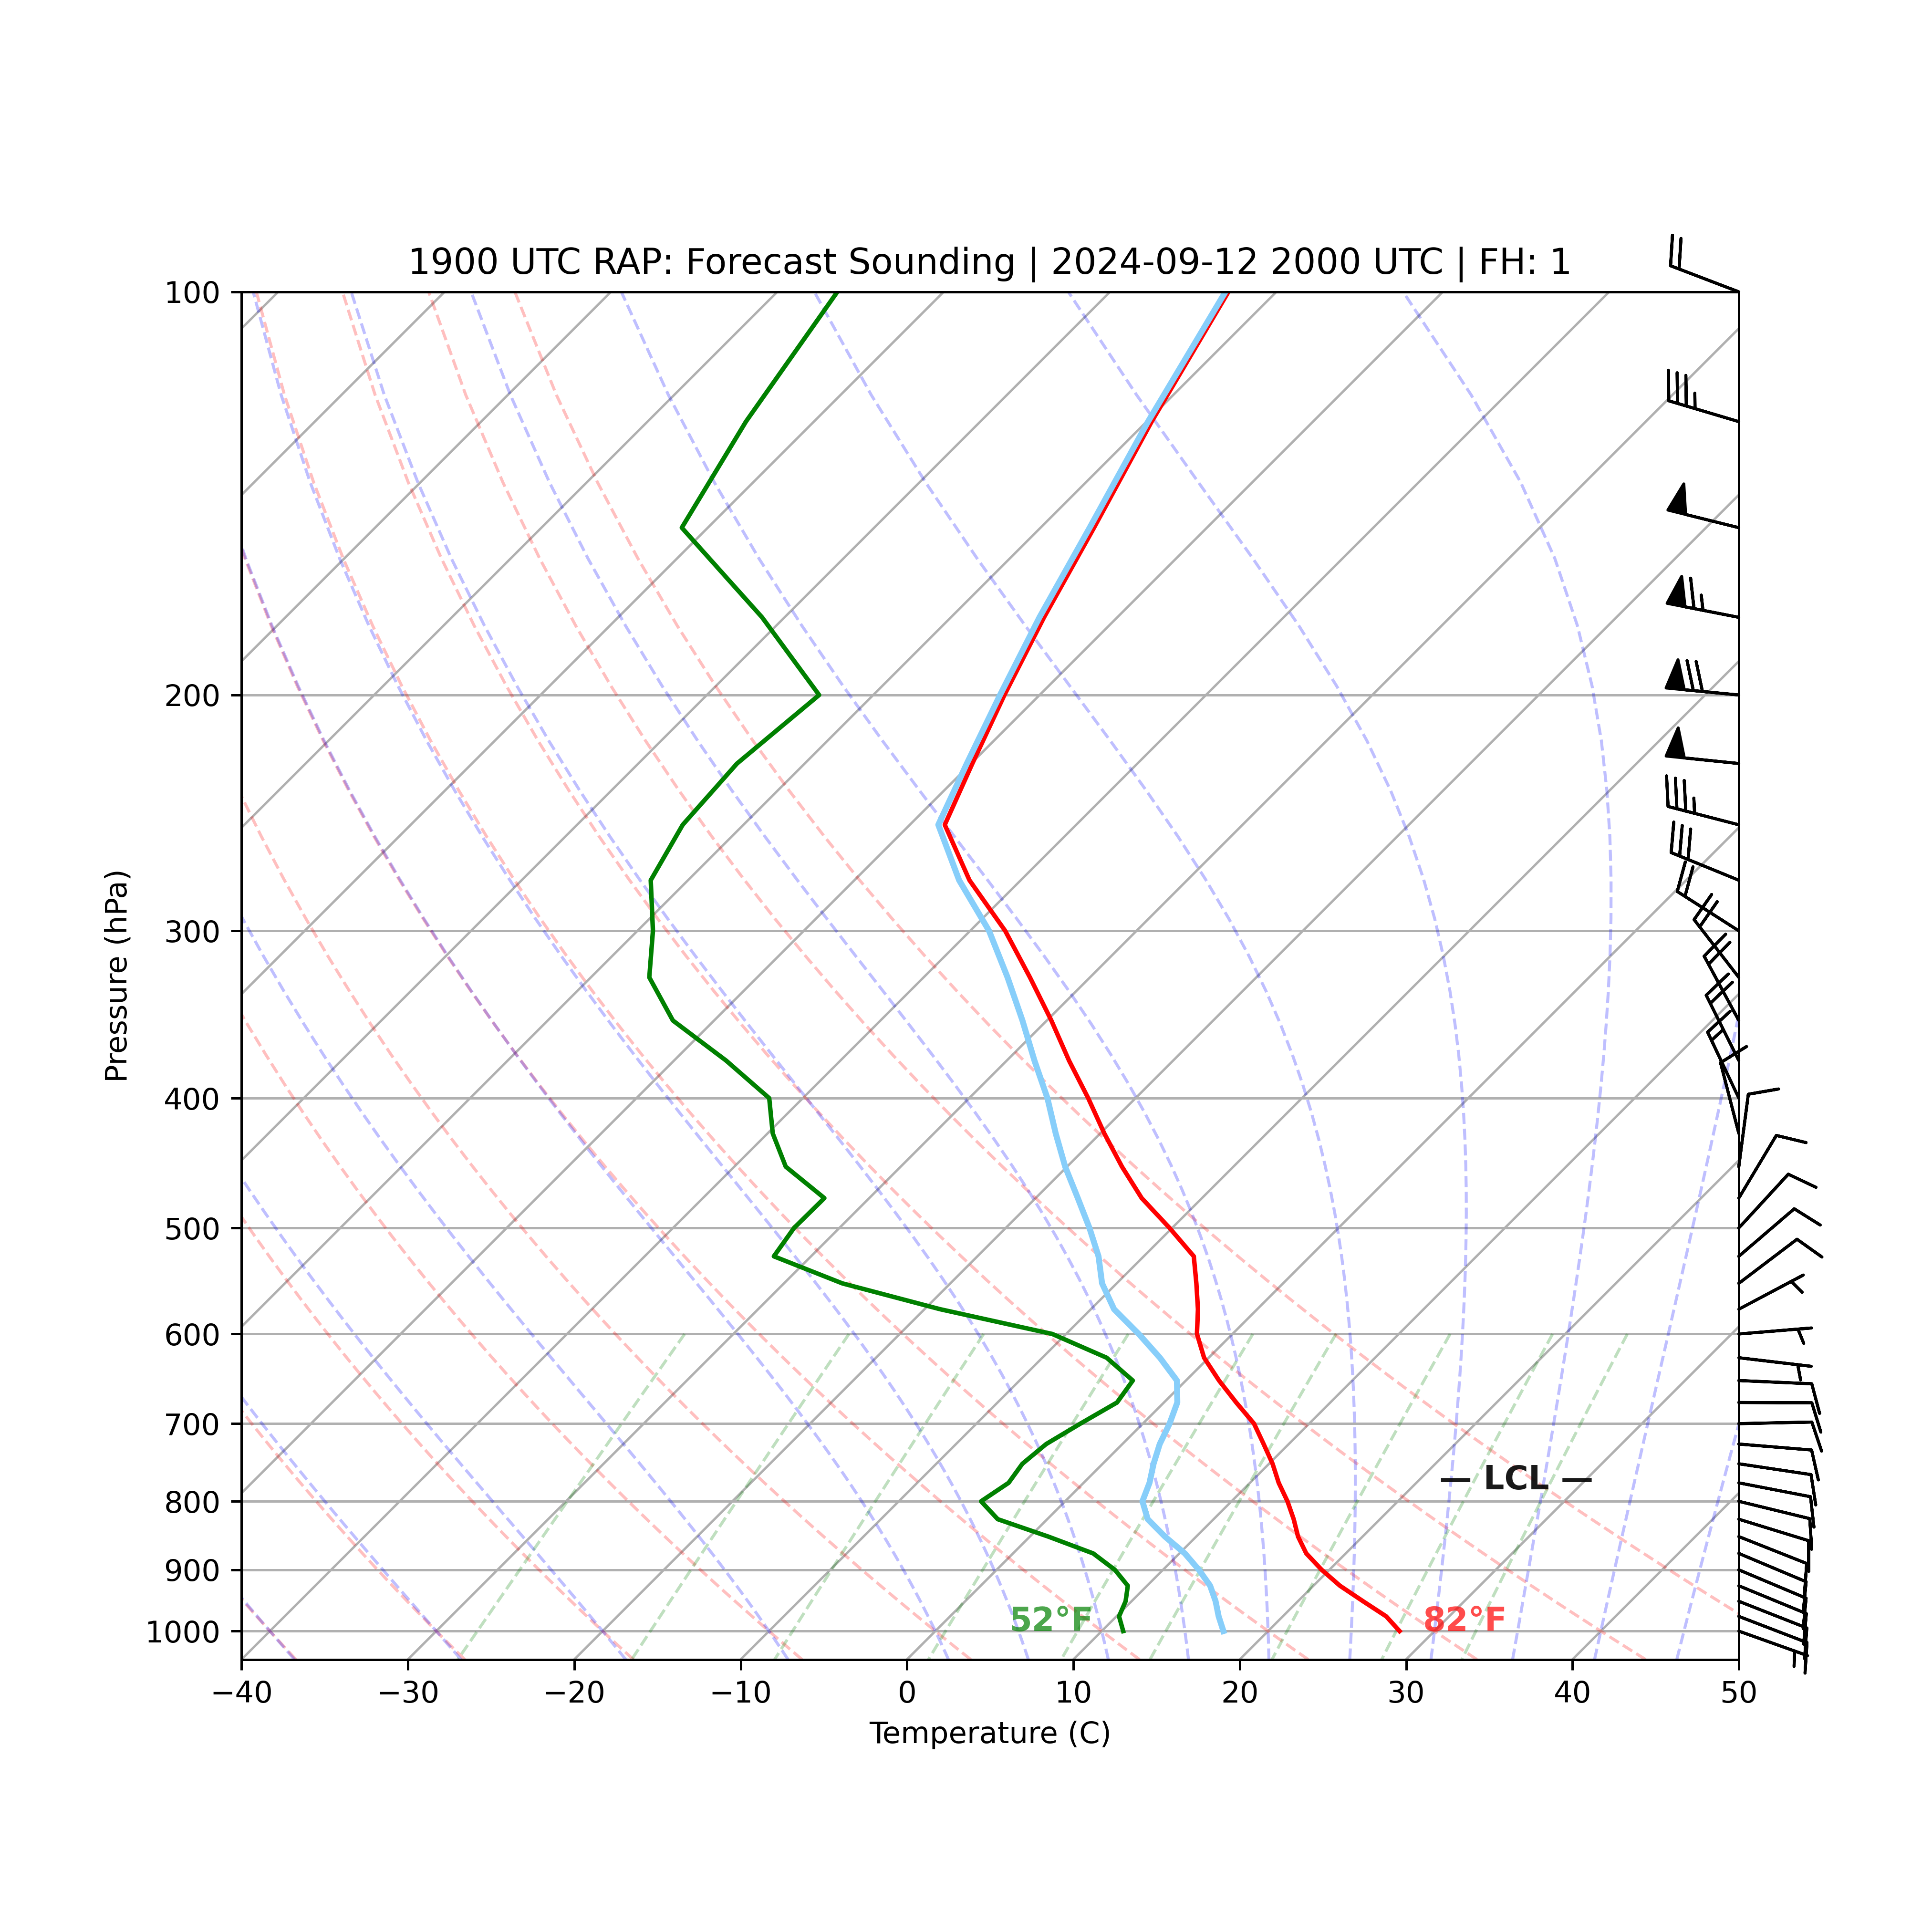 1900 UTC RAP: Forecast Sounding | 2024-09-12 2000 UTC | FH: 1
100
200
300
400
500
600
700
800
900
1000
Pressure (hPa)
— LCL —
52°F
82°F
−40 −30 −20 −10 0 10 20 30 40 50
Temperature (C)